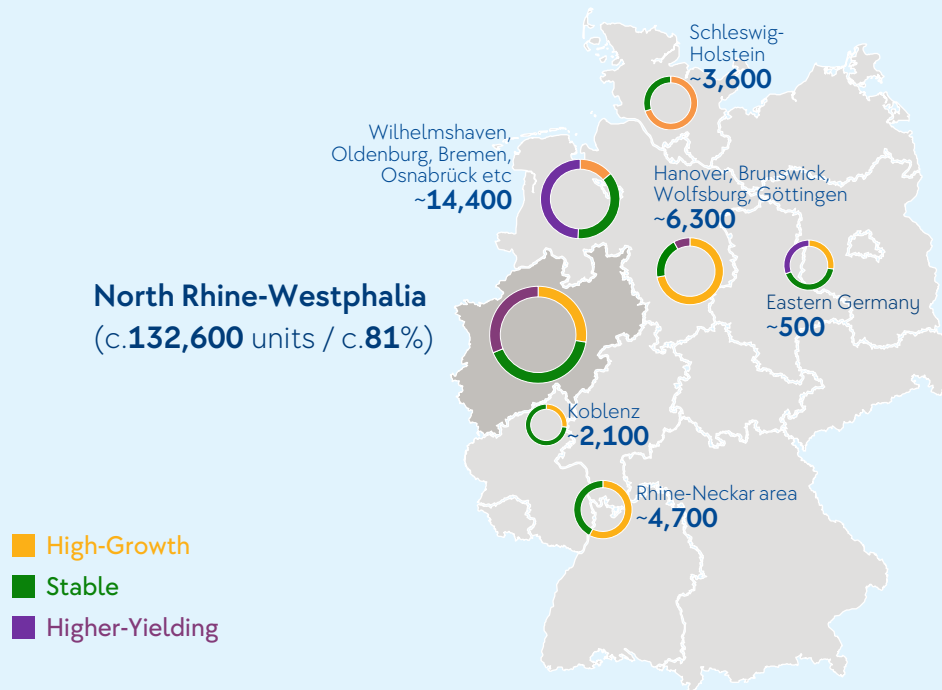 Schleswig-
Holstein
~3,600
Wilhelmshaven,
Oldenburg, Bremen,
Osnabrück etc
~14,400
Hanover, Brunswick,
Wolfsburg, Göttingen
~6,300
Eastern Germany
~500
North Rhine-Westphalia
(c.132,600 units / c.81%)
Koblenz
~2,100
Rhine-Neckar area
~4,700
High-Growth
Stable
Higher-Yielding